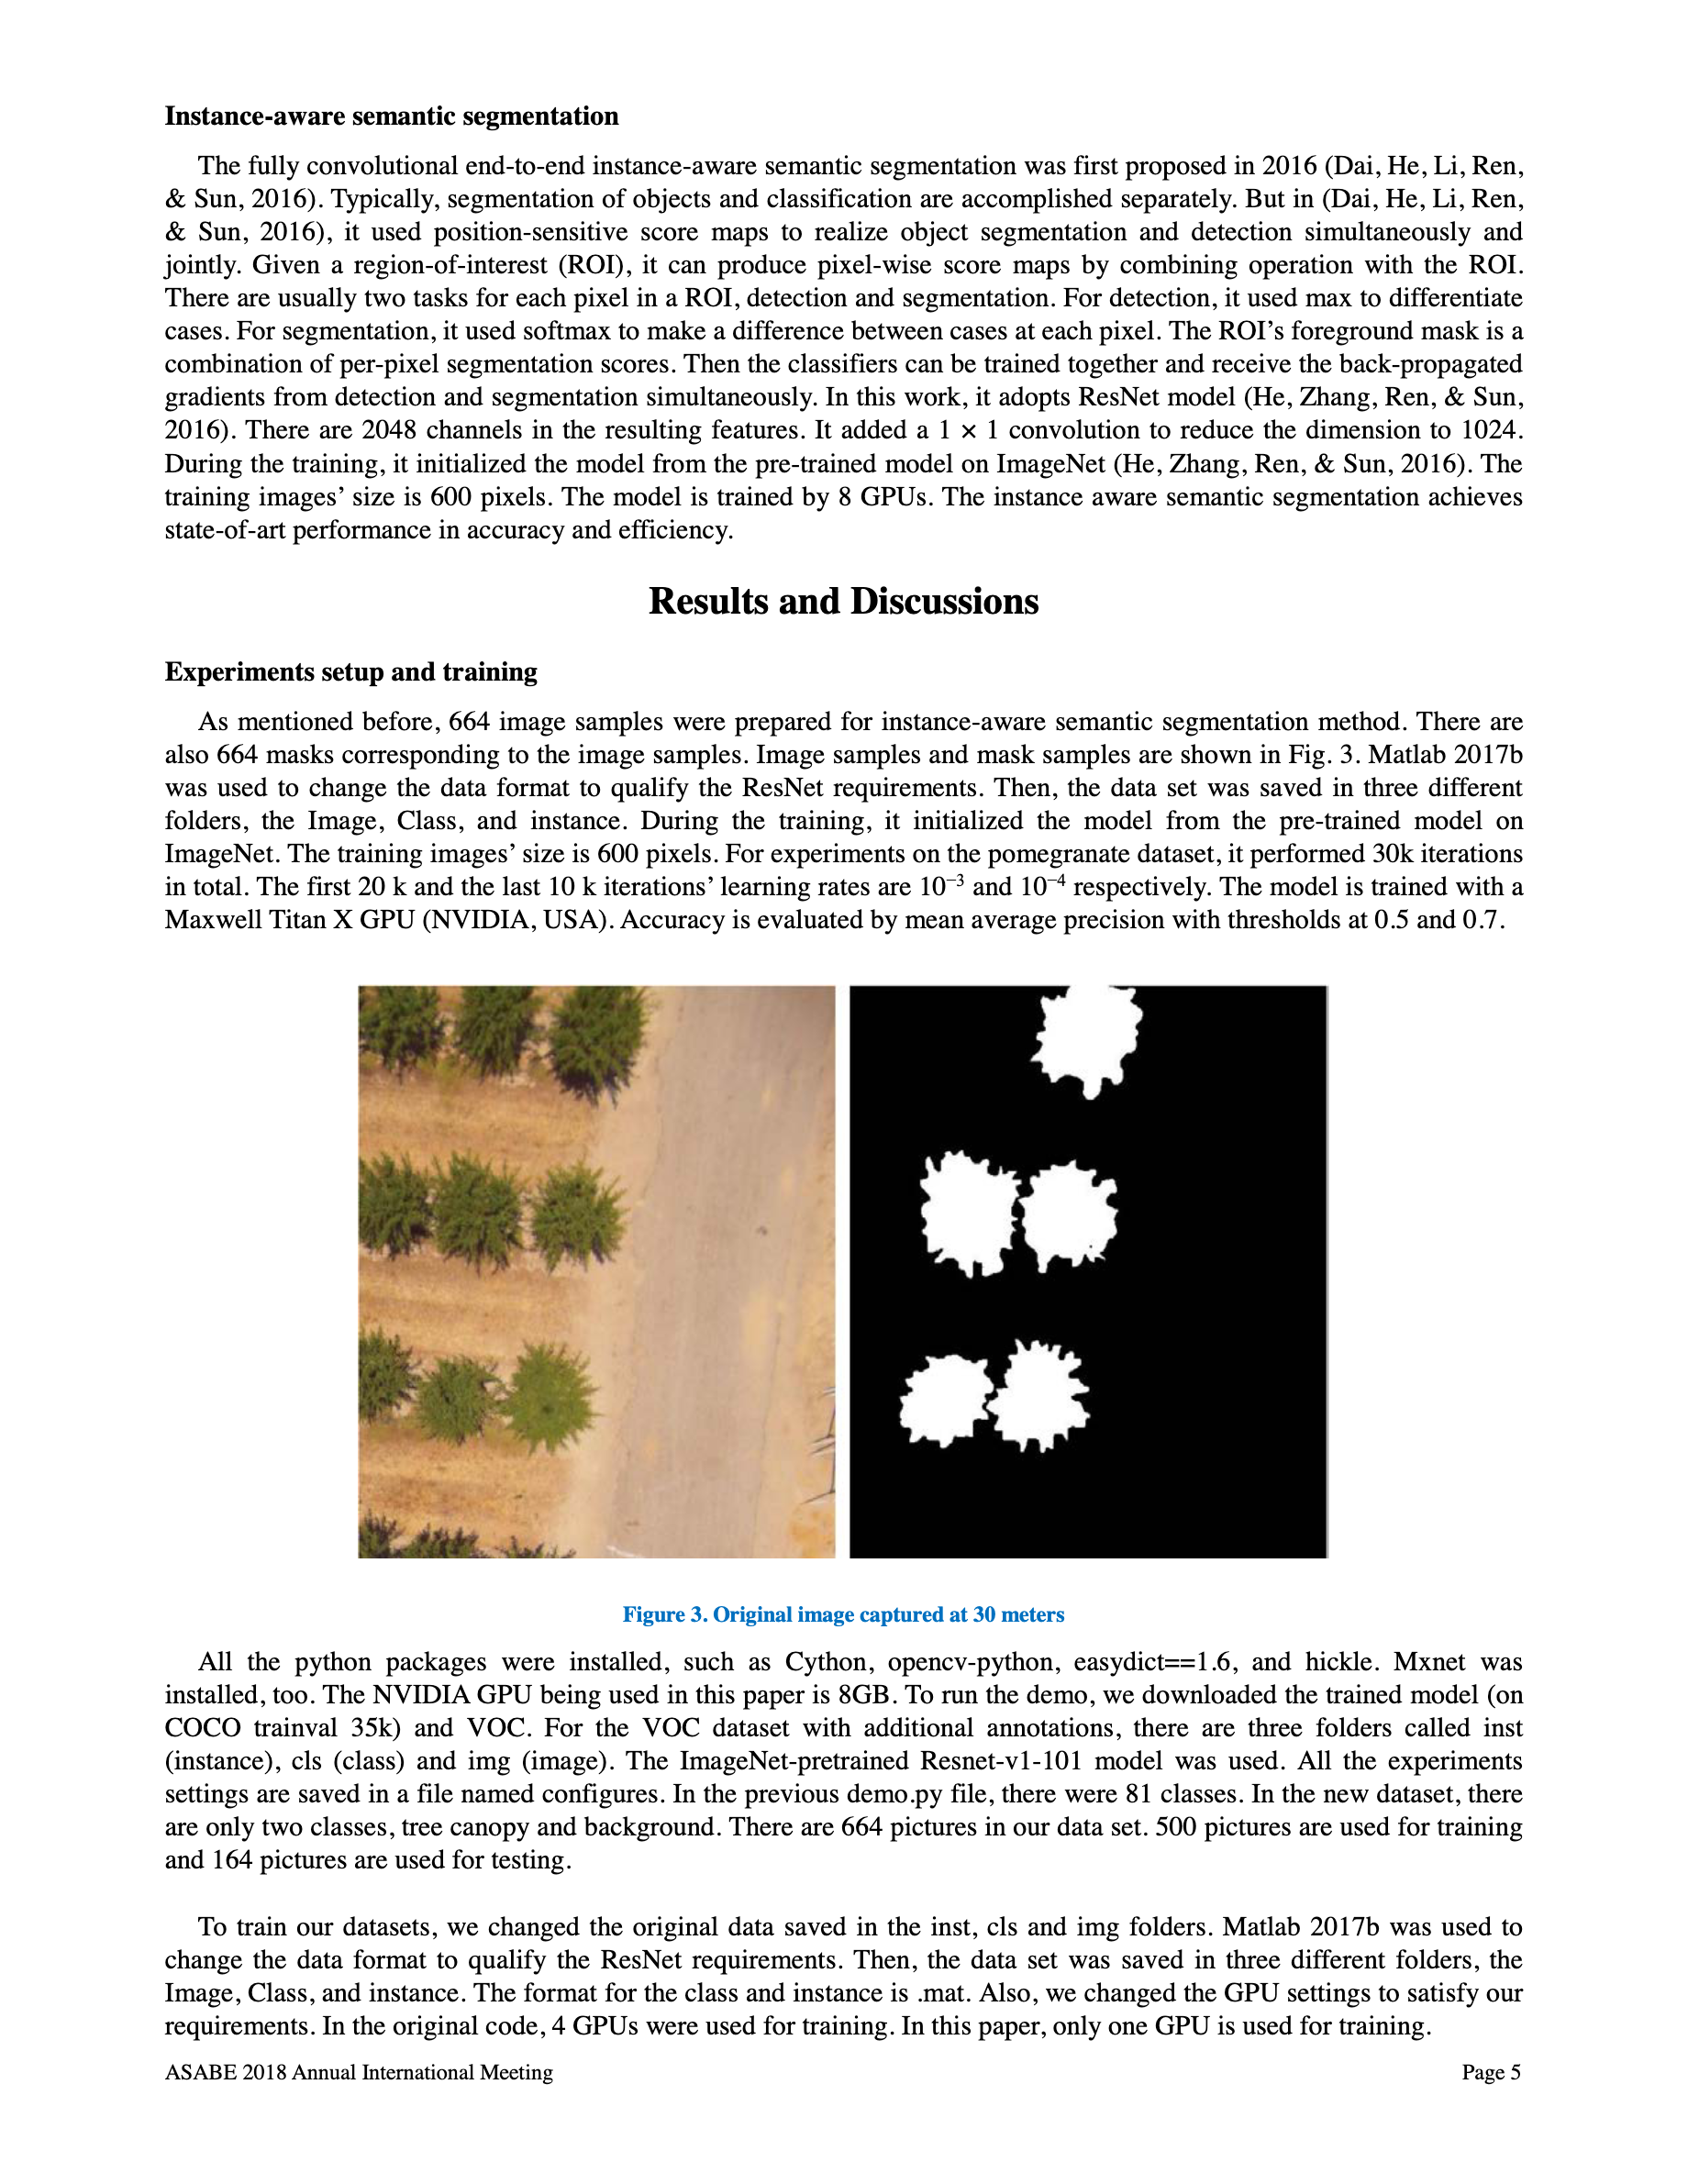 Instance-aware semantic segmentation
The fully convolutional end-to-end instance-aware semantic segmentation was first proposed in 2016 (Dai, He, Li, Ren,
& Sun, 2016). Typically, segmentation of objects and classification are accomplished separately. But in (Dai, He, Li, Ren,
& Sun, 2016), it used position-sensitive score maps to realize object segmentation and detection simultaneously and
jointly. Given a region-of-interest (ROI), it can produce pixel-wise score maps by combining operation with the ROI.
There are usually two tasks for each pixel in a ROI, detection and segmentation. For detection, it used max to differentiate
cases. For segmentation, it used softmax to make a difference between cases at each pixel. The ROI’s foreground mask is a
combination of per-pixel segmentation scores. Then the classifiers can be trained together and receive the back-propagated
gradients from detection and segmentation simultaneously. In this work, it adopts ResNet model (He, Zhang, Ren, & Sun,
2016). There are 2048 channels in the resulting features. It added a 1 × 1 convolution to reduce the dimension to 1024.
During the training, it initialized the model from the pre-trained model on ImageNet (He, Zhang, Ren, & Sun, 2016). The
training images’ size is 600 pixels. The model is trained by 8 GPUs. The instance aware semantic segmentation achieves
state-of-art performance in accuracy and efficiency.
Results and Discussions
Experiments setup and training
As mentioned before, 664 image samples were prepared for instance-aware semantic segmentation method. There are
also 664 masks corresponding to the image samples. Image samples and mask samples are shown in Fig. 3. Matlab 2017b
was used to change the data format to qualify the ResNet requirements. Then, the data set was saved in three different
folders, the Image, Class, and instance. During the training, it initialized the model from the pre-trained model on
ImageNet. The training images’ size is 600 pixels. For experiments on the pomegranate dataset, it performed 30k iterations
in total. The first 20 k and the last 10 k iterations’ learning rates are 10⁻³ and 10⁻⁴ respectively. The model is trained with a
Maxwell Titan X GPU (NVIDIA, USA). Accuracy is evaluated by mean average precision with thresholds at 0.5 and 0.7.
Figure 3. Original image captured at 30 meters
All the python packages were installed, such as Cython, opencv-python, easydict==1.6, and hickle. Mxnet was
installed, too. The NVIDIA GPU being used in this paper is 8GB. To run the demo, we downloaded the trained model (on
COCO trainval 35k) and VOC. For the VOC dataset with additional annotations, there are three folders called inst
(instance), cls (class) and img (image). The ImageNet-pretrained Resnet-v1-101 model was used. All the experiments
settings are saved in a file named configures. In the previous demo.py file, there were 81 classes. In the new dataset, there
are only two classes, tree canopy and background. There are 664 pictures in our data set. 500 pictures are used for training
and 164 pictures are used for testing.
To train our datasets, we changed the original data saved in the inst, cls and img folders. Matlab 2017b was used to
change the data format to qualify the ResNet requirements. Then, the data set was saved in three different folders, the
Image, Class, and instance. The format for the class and instance is .mat. Also, we changed the GPU settings to satisfy our
requirements. In the original code, 4 GPUs were used for training. In this paper, only one GPU is used for training.
ASABE 2018 Annual International Meeting
Page 5